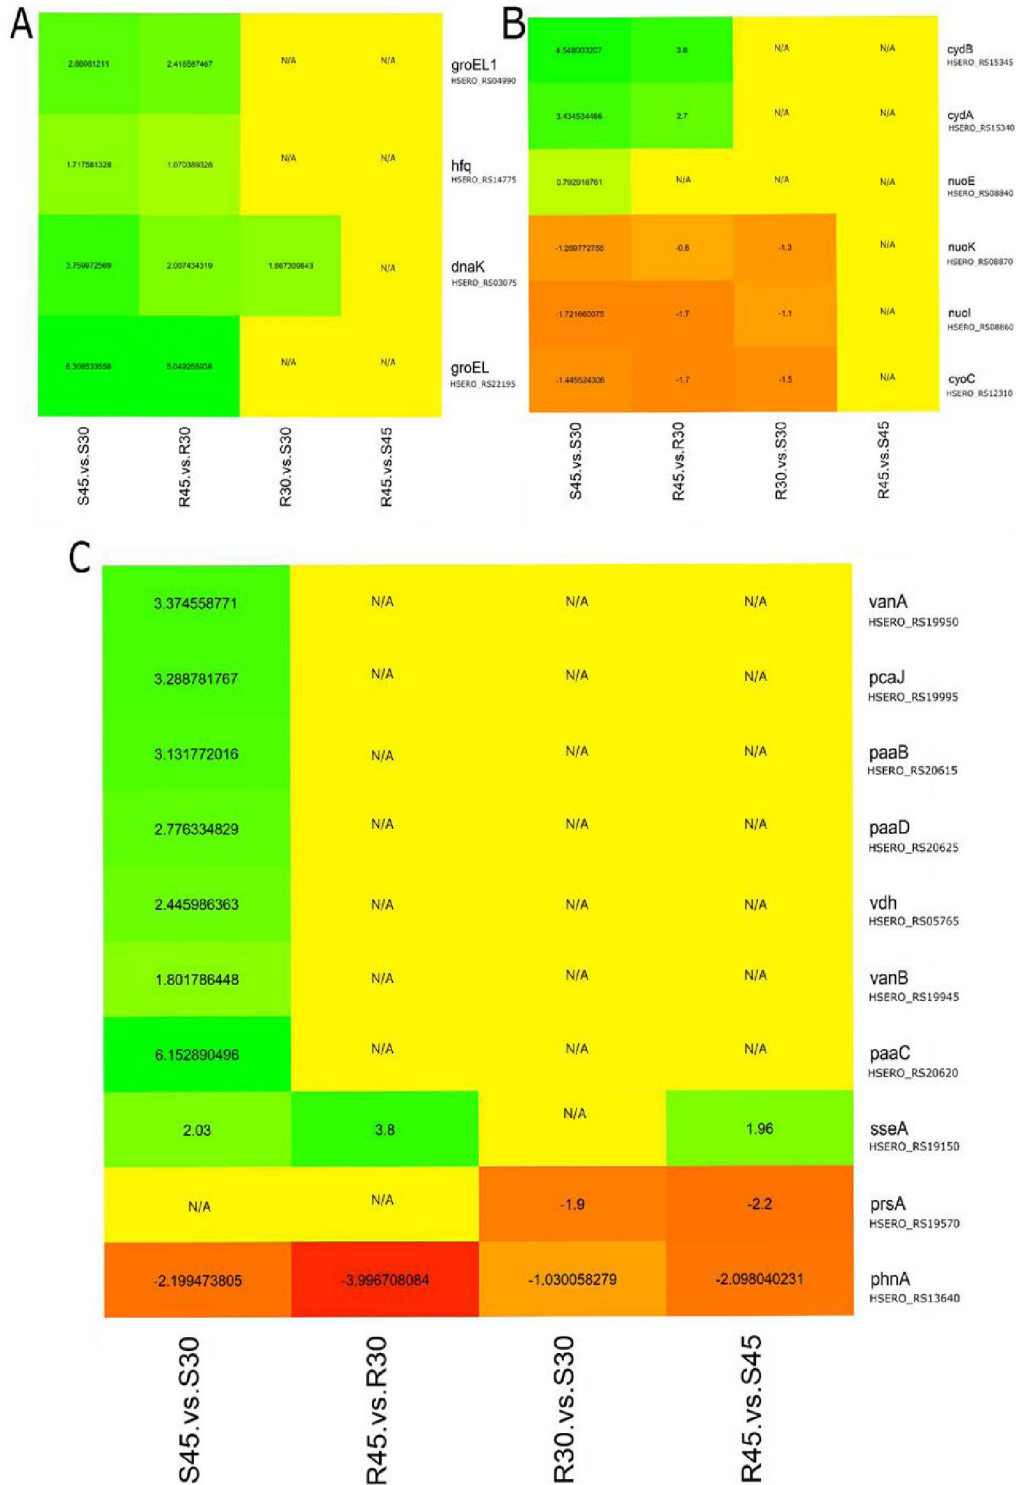 A
2.88081211 2.416587467 N/A N/A groEL1
HSERO_RS04990
1.717581328 1.070389328 N/A N/A hfq
HSERO_RS14775
3.759972569 2.007434319 1.867309843 N/A dnaK
HSERO_RS03075
N/A N/A groEL
HSERO_RS22195
S45.vs.S30 R45.vs.R30 R30.vs.S30 R45.vs.S45
B
4.548003207 3.8 N/A N/A cydB
HSERO_RS15345
3.434534486 2.7 N/A N/A cydA
HSERO_RS15340
0.792918761 N/A N/A N/A nuoE
HSERO_RS08840
-1.269772756 -0.8 -1.3 N/A nuoK
HSERO_RS08870
-1.721660075 -1.7 -1.1 N/A nuoI
HSERO_RS08860
-1.445524306 -1.7 -1.5 N/A cyoC
HSERO_RS12310
S45.vs.S30 R45.vs.R30 R30.vs.S30 R45.vs.S45
C
3.374558771 N/A N/A N/A vanA
HSERO_RS19950
3.288781767 N/A N/A N/A pcaJ
HSERO_RS19995
3.131772016 N/A N/A N/A paaB
HSERO_RS20615
2.776334829 N/A N/A N/A paaD
HSERO_RS20625
2.445986363 N/A N/A N/A vdh
HSERO_RS05765
1.801786448 N/A N/A N/A vanB
HSERO_RS19945
6.152890496 N/A N/A N/A paaC
HSERO_RS20620
2.03 3.8 N/A 1.96 sseA
HSERO_RS19150
N/A N/A -1.9 -2.2 prsA
HSERO_RS19570
-2.199473805 -3.996708084 -1.030058279 -2.098040231 phnA
HSERO_RS13640
S45.vs.S30 R45.vs.R30 R30.vs.S30 R45.vs.S45